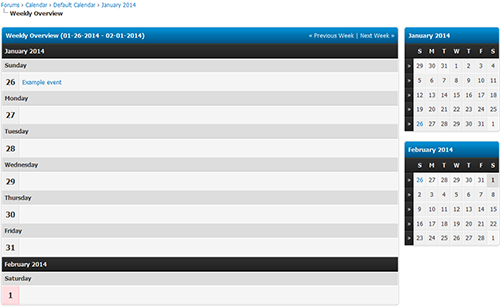 Forums › Calendar › Default Calendar › January 2014
Weekly Overview
Weekly Overview (01-26-2014 - 02-01-2014)
« Previous Week | Next Week »
January 2014
Sunday
26 Example event
Monday
27
Tuesday
28
Wednesday
29
Thursday
30
Friday
31
February 2014
Saturday
1
January 2014
S M T W T F S
» 29 30 31 1 2 3 4
» 5 6 7 8 9 10 11
» 12 13 14 15 16 17 18
» 19 20 21 22 23 24 25
» 26 27 28 29 30 31 1
February 2014
S M T W T F S
» 26 27 28 29 30 31 1
» 2 3 4 5 6 7 8
» 9 10 11 12 13 14 15
» 16 17 18 19 20 21 22
» 23 24 25 26 27 28 1